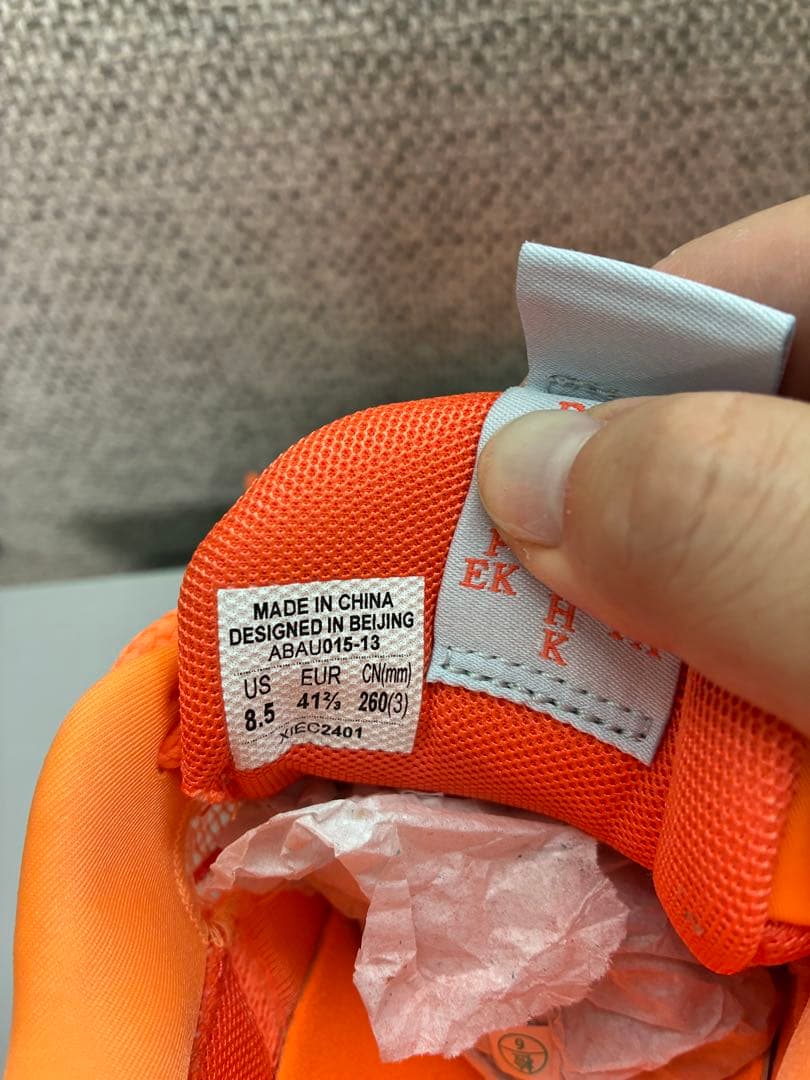 MADE IN CHINA
DESIGNED IN BEIJING
ABAU015-13
US EUR CN(mm)
8.5 41⅔ 260(3)
XIEC2401
EK
H
K